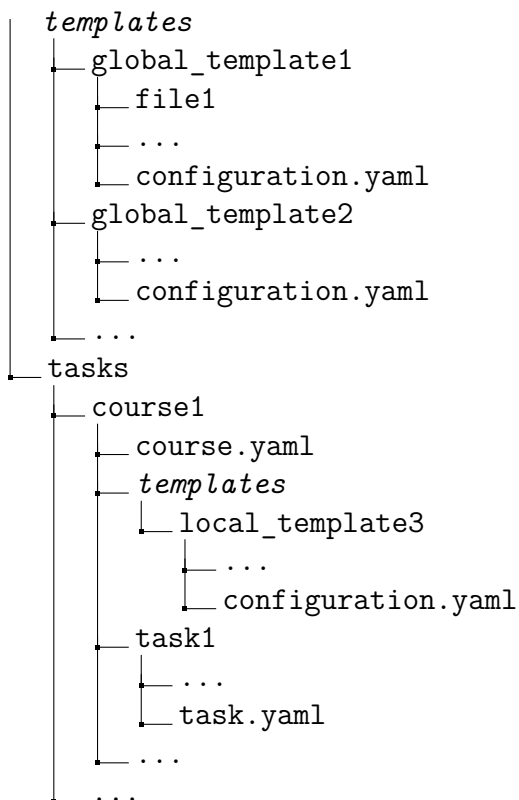 templates
global_template1
file1
...
configuration.yaml
global_template2
...
configuration.yaml
...
tasks
course1
course.yaml
templates
local_template3
...
configuration.yaml
task1
...
task.yaml
...
...